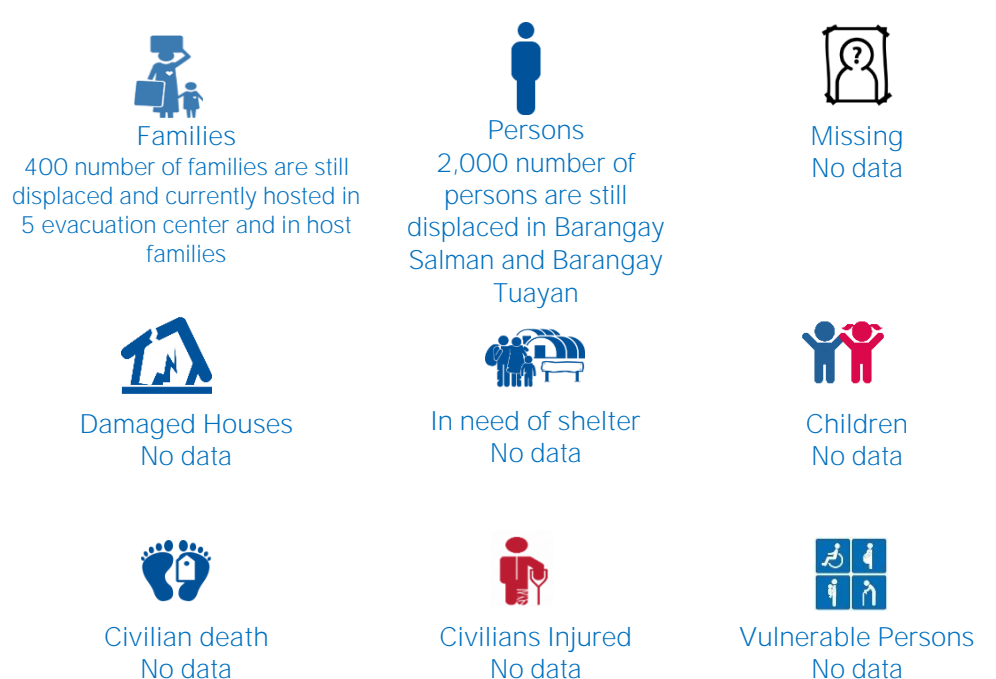 Families
400 number of families are still
displaced and currently hosted in
5 evacuation center and in host
families
Persons
2,000 number of
persons are still
displaced in Barangay
Salman and Barangay
Tuayan
?
Missing
No data
Damaged Houses
No data
In need of shelter
No data
Children
No data
Civilian death
No data
Civilians Injured
No data
Vulnerable Persons
No data